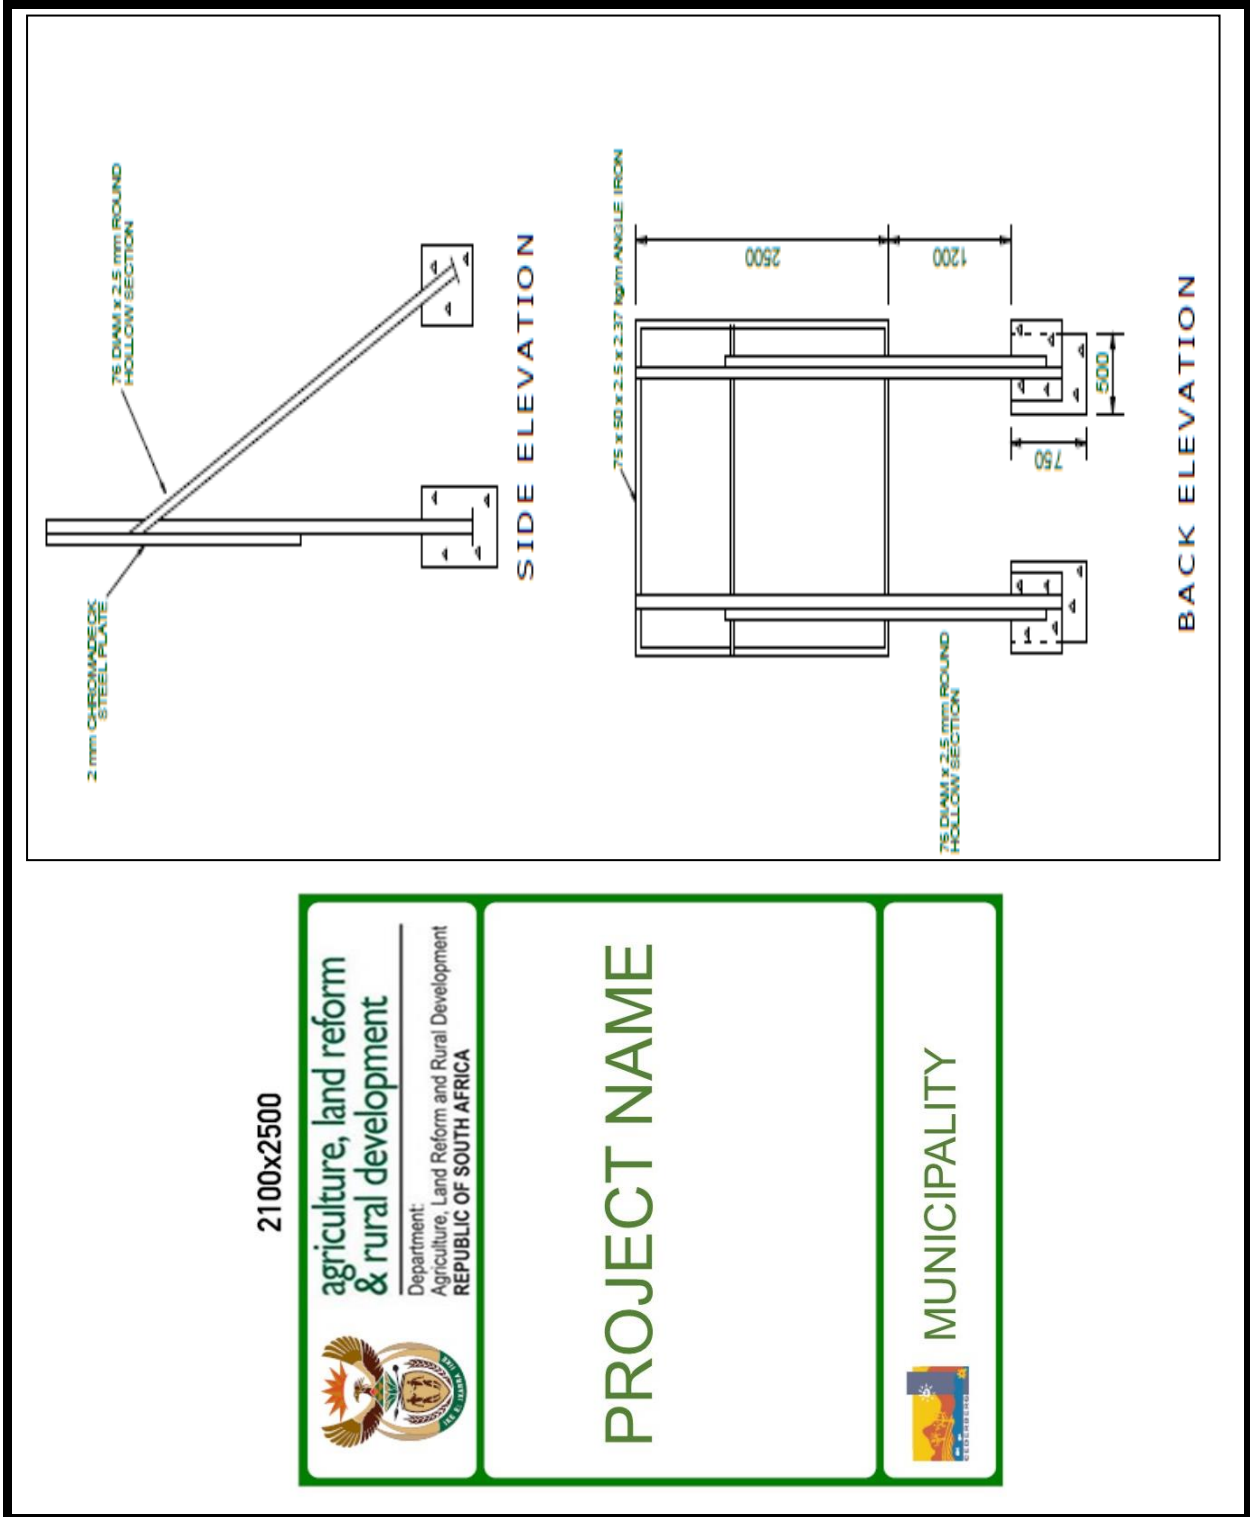 76 DIAM x 2.5 mm ROUND
HOLLOW SECTION
2 mm CHROMADECK
STEEL PLATE
SIDE ELEVATION
75 x 50 x 2.5 x 2.37 kg/m ANGLE IRON
2500
1200
500
750
76 DIAM x 2.5 mm ROUND
HOLLOW SECTION
BACK ELEVATION
2100x2500
agriculture, land reform
& rural development
Department:
Agriculture, Land Reform and Rural Development
REPUBLIC OF SOUTH AFRICA
PROJECT NAME
MUNICIPALITY
CEDERBERG